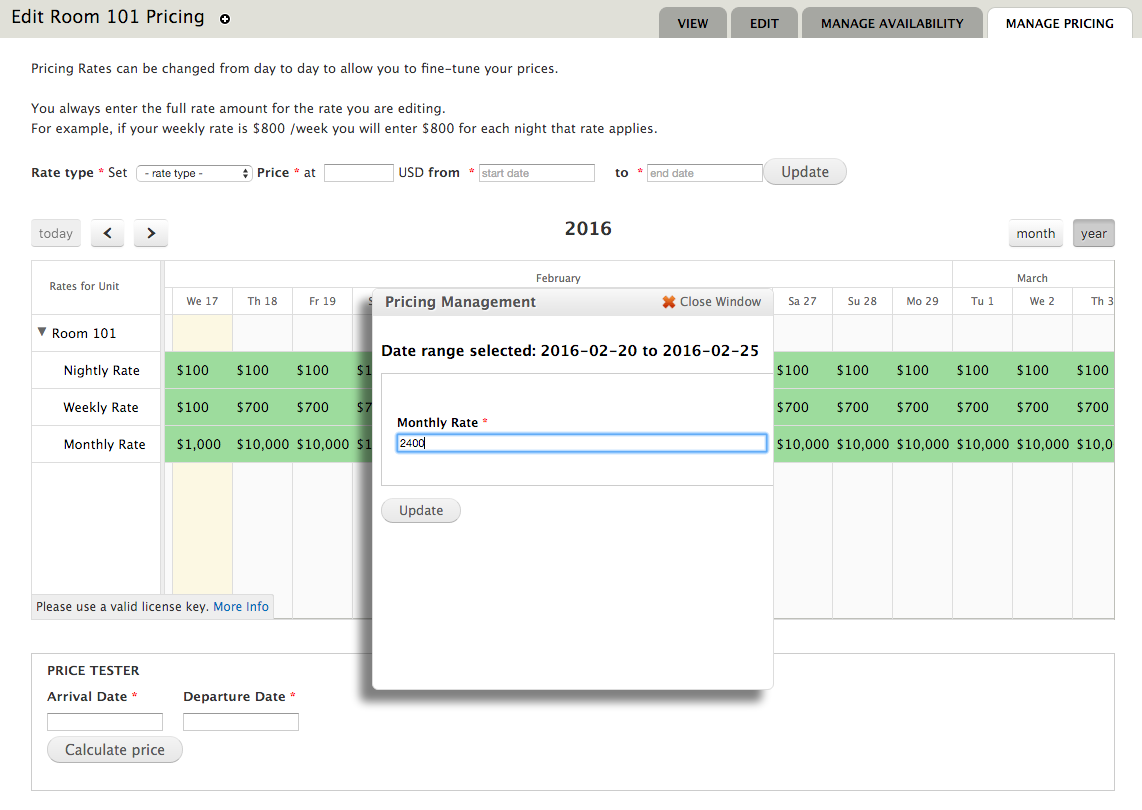 Edit Room 101 Pricing
VIEW EDIT MANAGE AVAILABILITY MANAGE PRICING
Pricing Rates can be changed from day to day to allow you to fine-tune your prices.
You always enter the full rate amount for the rate you are editing.
For example, if your weekly rate is $800 /week you will enter $800 for each night that rate applies.
Rate type * Set - rate type - Price * at USD from * start date to * end date Update
today < > 2016 month year
Rates for Unit February March
We 17 Th 18 Fr 19 S Sa 27 Su 28 Mo 29 Tu 1 We 2 Th 3
Pricing Management Close Window
Room 101
Date range selected: 2016-02-20 to 2016-02-25
Nightly Rate $100 $100 $100 $1 $100 $100 $100 $100 $100 $100
Weekly Rate $100 $700 $700 $7 $700 $700 $700 $700 $700 $700
Monthly Rate *
Monthly Rate $1,000 $10,000 $10,000 $1 2400 $10,000 $10,000 $10,000 $10,000 $10,000 $10,0
Update
Please use a valid license key. More Info
PRICE TESTER
Arrival Date * Departure Date *
Calculate price